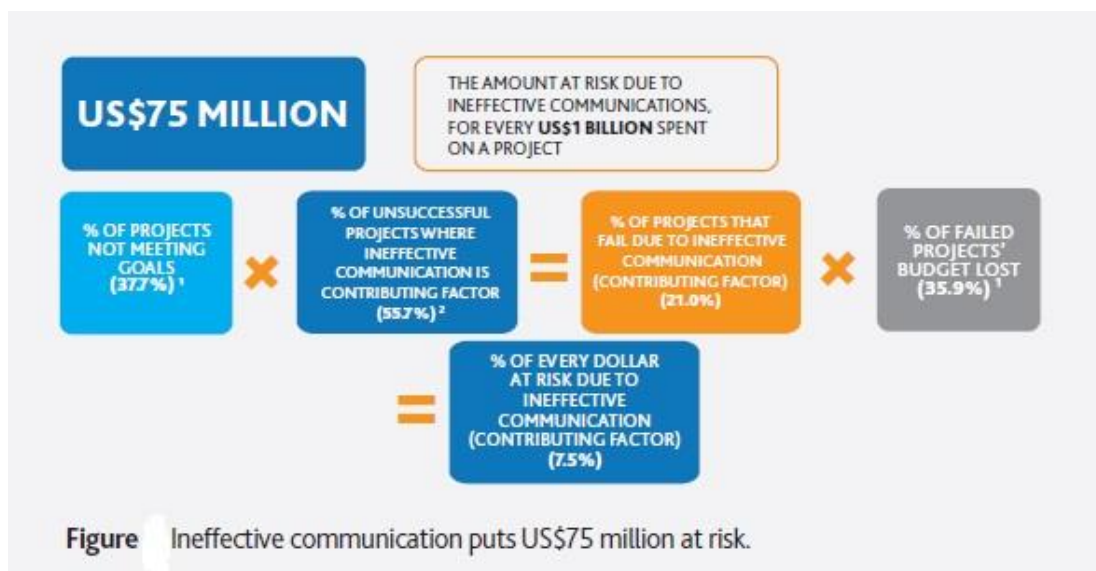 US$75 MILLION
THE AMOUNT AT RISK DUE TO
INEFFECTIVE COMMUNICATIONS,
FOR EVERY US$1 BILLION SPENT
ON A PROJECT
% OF PROJECTS
NOT MEETING
GOALS
(37.7%) ¹
×
% OF UNSUCCESSFUL
PROJECTS WHERE
INEFFECTIVE
COMMUNICATION IS
CONTRIBUTING FACTOR
(55.7%) ²
=
% OF PROJECTS THAT
FAIL DUE TO INEFFECTIVE
COMMUNICATION
(CONTRIBUTING FACTOR)
(21.0%)
×
% OF FAILED
PROJECTS'
BUDGET LOST
(35.9%) ¹
=
% OF EVERY DOLLAR
AT RISK DUE TO
INEFFECTIVE
COMMUNICATION
(CONTRIBUTING FACTOR)
(7.5%)
Figure Ineffective communication puts US$75 million at risk.